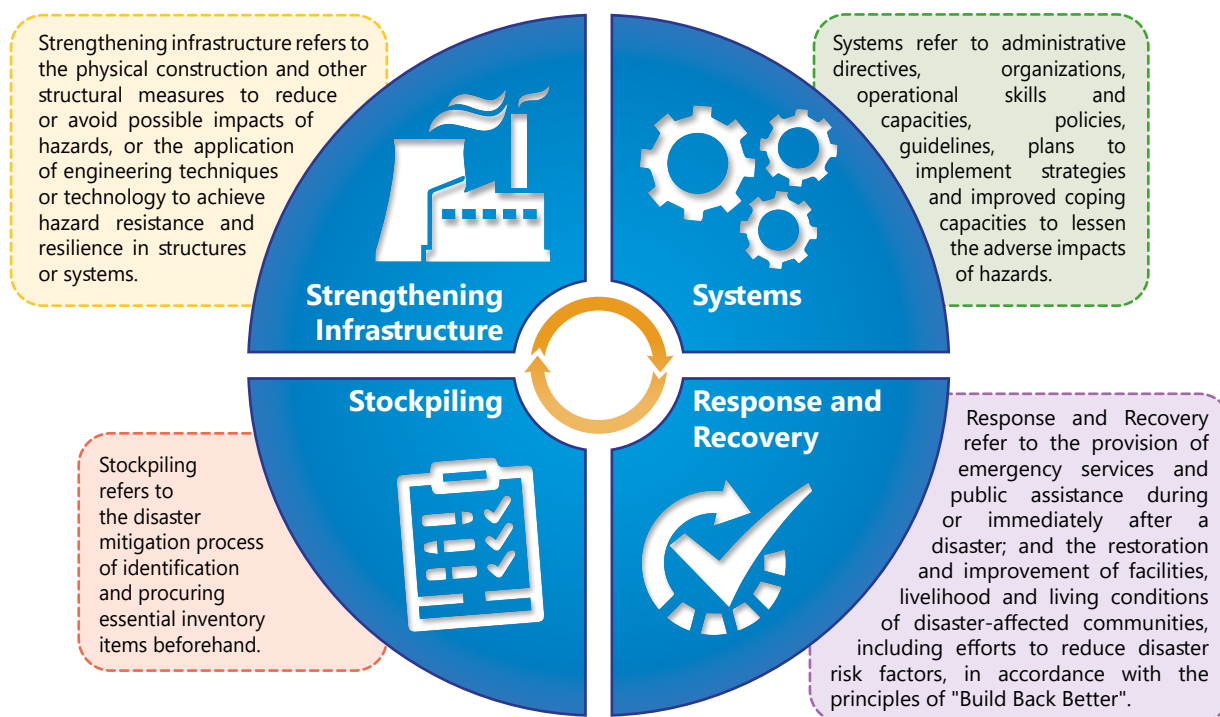 Strengthening infrastructure refers to
the physical construction and other
structural measures to reduce
or avoid possible impacts of
hazards, or the application
of engineering techniques
or technology to achieve
hazard resistance and
resilience in structures
or systems.
Strengthening
Infrastructure
Systems
Systems refer to administrative
directives, organizations,
operational skills and
capacities, policies,
guidelines, plans to
implement strategies
and improved coping
capacities to lessen
the adverse impacts
of hazards.
Stockpiling
Stockpiling
refers to
the disaster
mitigation process
of identification
and procuring
essential inventory
items beforehand.
Response and
Recovery
Response and Recovery
refer to the provision of
emergency services and
public assistance during
or immediately after a
disaster; and the restoration
and improvement of facilities,
livelihood and living conditions
of disaster-affected communities,
including efforts to reduce disaster
risk factors, in accordance with the
principles of "Build Back Better".